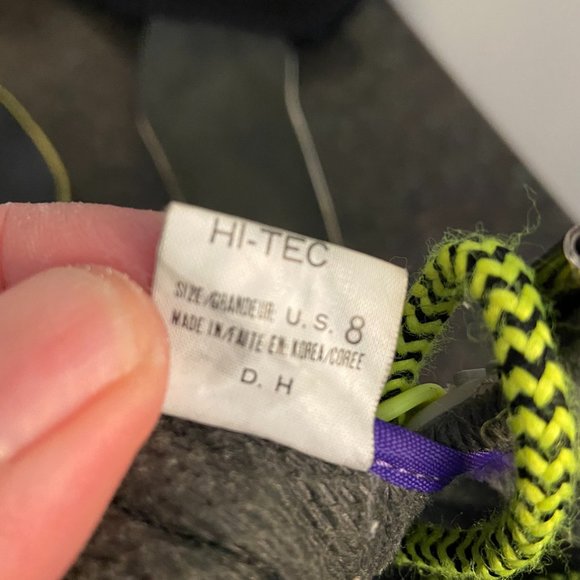 HI-TEC
SIZE/GRANDEUR U.S. 8
MADE IN/FAITE EN KOREA/COREE
D. H